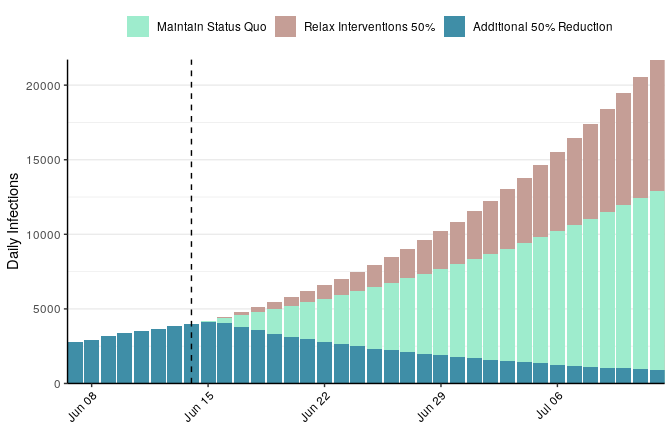 Maintain Status Quo Relax Interventions 50% Additional 50% Reduction
20000
15000
10000
5000
0
Daily Infections
Jun 08 Jun 15 Jun 22 Jun 29 Jul 06